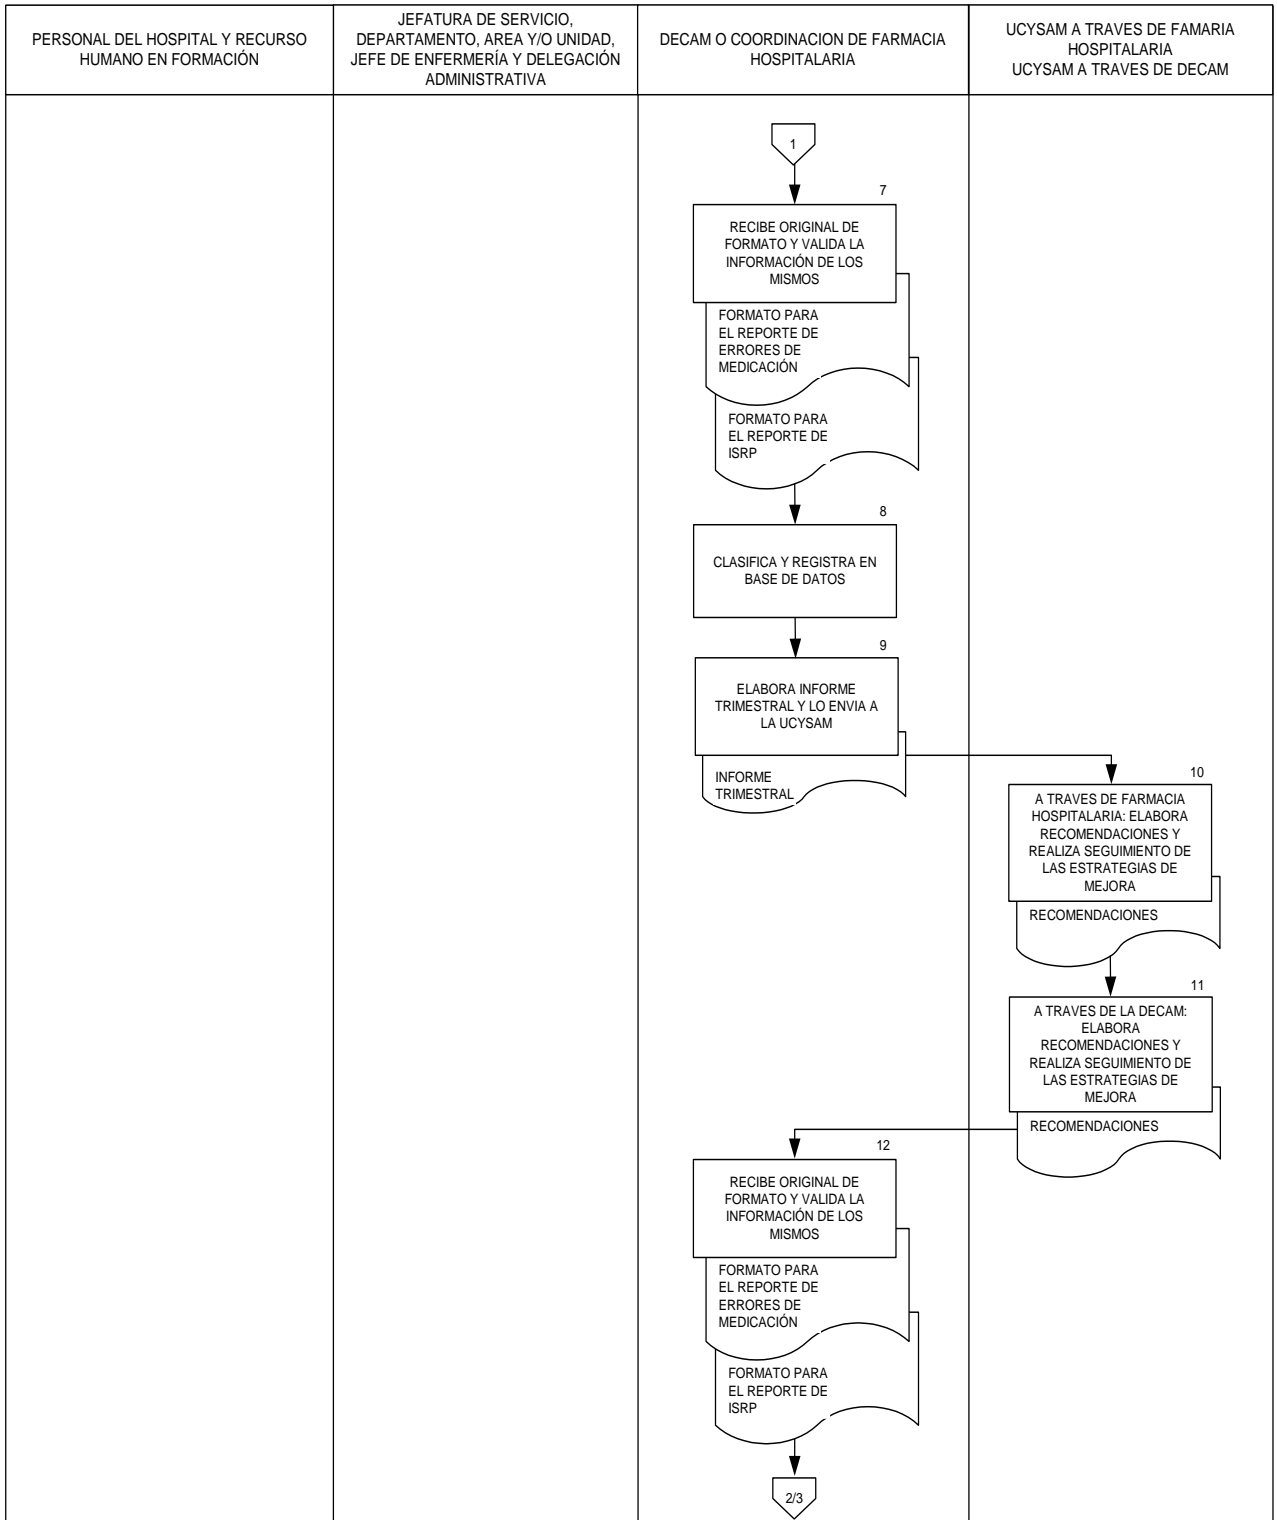 PERSONAL DEL HOSPITAL Y RECURSO
HUMANO EN FORMACIÓN
JEFATURA DE SERVICIO,
DEPARTAMENTO, AREA Y/O UNIDAD,
JEFE DE ENFERMERÍA Y DELEGACIÓN
ADMINISTRATIVA
DECAM O COORDINACION DE FARMACIA
HOSPITALARIA
UCYSAM A TRAVES DE FAMARIA
HOSPITALARIA
UCYSAM A TRAVES DE DECAM
1
7
RECIBE ORIGINAL DE
FORMATO Y VALIDA LA
INFORMACIÓN DE LOS
MISMOS
FORMATO PARA
EL REPORTE DE
ERRORES DE
MEDICACIÓN
FORMATO PARA
EL REPORTE DE
ISRP
8
CLASIFICA Y REGISTRA EN
BASE DE DATOS
9
ELABORA INFORME
TRIMESTRAL Y LO ENVIA A
LA UCYSAM
INFORME
TRIMESTRAL
10
A TRAVES DE FARMACIA
HOSPITALARIA: ELABORA
RECOMENDACIONES Y
REALIZA SEGUIMIENTO DE
LAS ESTRATEGIAS DE
MEJORA
RECOMENDACIONES
11
A TRAVES DE LA DECAM:
ELABORA
RECOMENDACIONES Y
REALIZA SEGUIMIENTO DE
LAS ESTRATEGIAS DE
MEJORA
RECOMENDACIONES
12
RECIBE ORIGINAL DE
FORMATO Y VALIDA LA
INFORMACIÓN DE LOS
MISMOS
FORMATO PARA
EL REPORTE DE
ERRORES DE
MEDICACIÓN
FORMATO PARA
EL REPORTE DE
ISRP
2/3